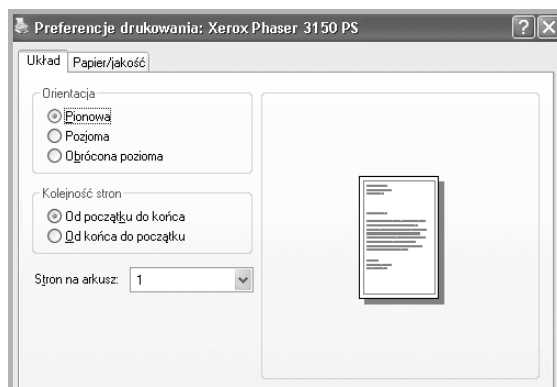 Preferencje drukowania: Xerox Phaser 3150 PS
Układ Papier/jakość
Orientacja
Pionowa
Pozioma
Obrócona pozioma
Kolejność stron
Od początku do końca
Od końca do początku
Stron na arkusz: 1